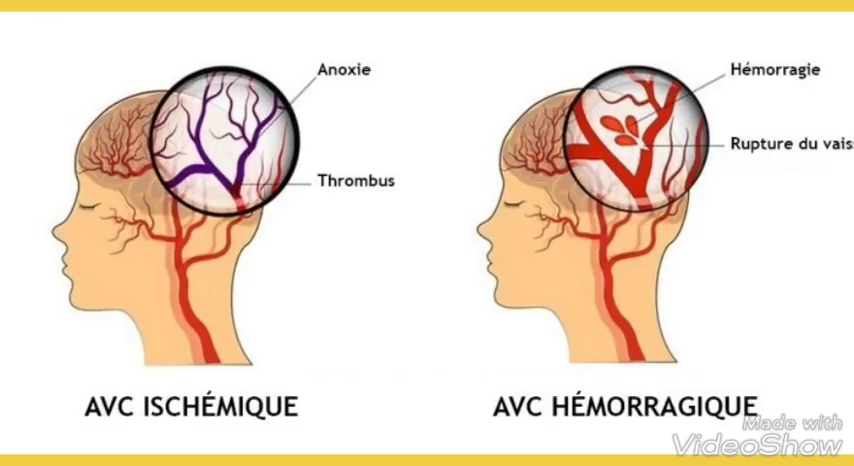 Anoxie
Thrombus
AVC ISCHÉMIQUE
Hémorragie
Rupture du vais
AVC HÉMORRAGIQUE
Made with
VideoShow